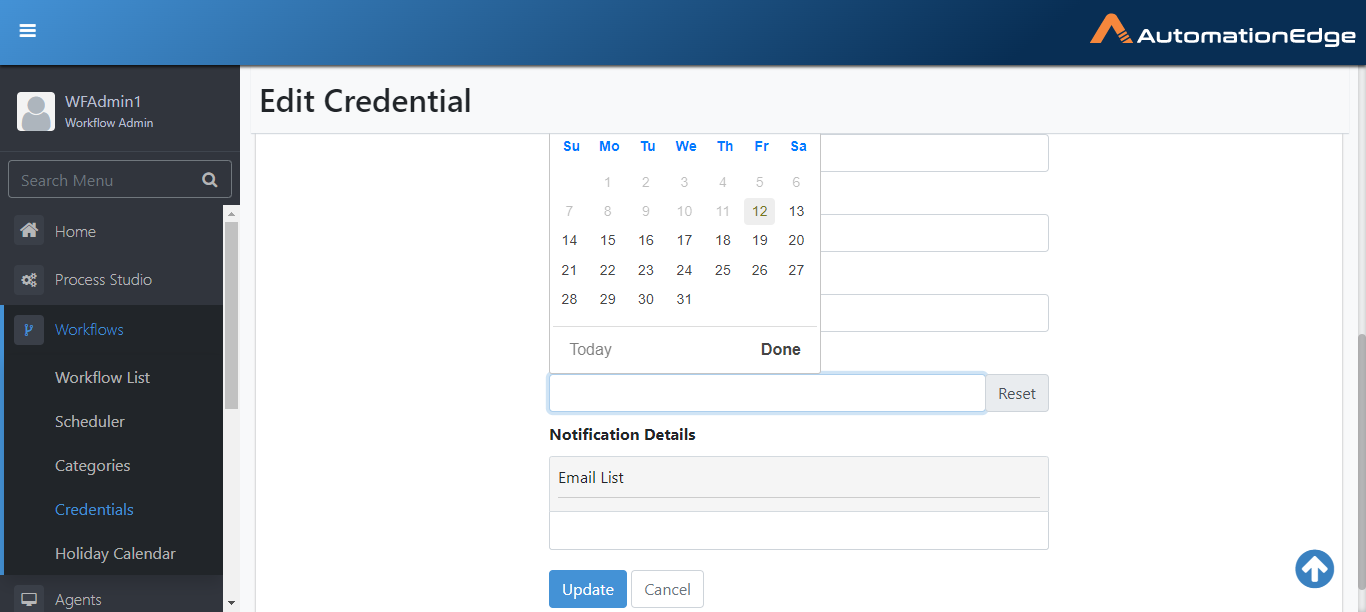 AutomationEdge
WFAdmin1
Workflow Admin
Search Menu
Home
Process Studio
Workflows
Workflow List
Scheduler
Categories
Credentials
Holiday Calendar
Agents
Edit Credential
Su Mo Tu We Th Fr Sa
1 2 3 4 5 6
7 8 9 10 11 12 13
14 15 16 17 18 19 20
21 22 23 24 25 26 27
28 29 30 31
Today Done
Reset
Notification Details
Email List
Update Cancel